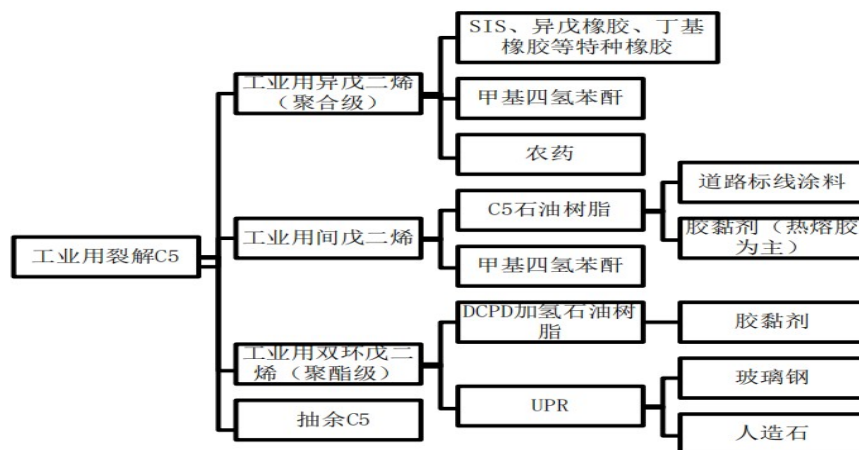 SIS、异戊橡胶、丁基
橡胶等特种橡胶
工业用异戊二烯
（聚合级）
甲基四氢苯酐
农药
道路标线涂料
C5石油树脂
工业用间戊二烯
胶黏剂（热熔胶
为主）
工业用裂解C5
甲基四氢苯酐
DCPD加氢石油树
脂
胶黏剂
工业用双环戊二
烯（聚酯级）
玻璃钢
UPR
抽余C5
人造石